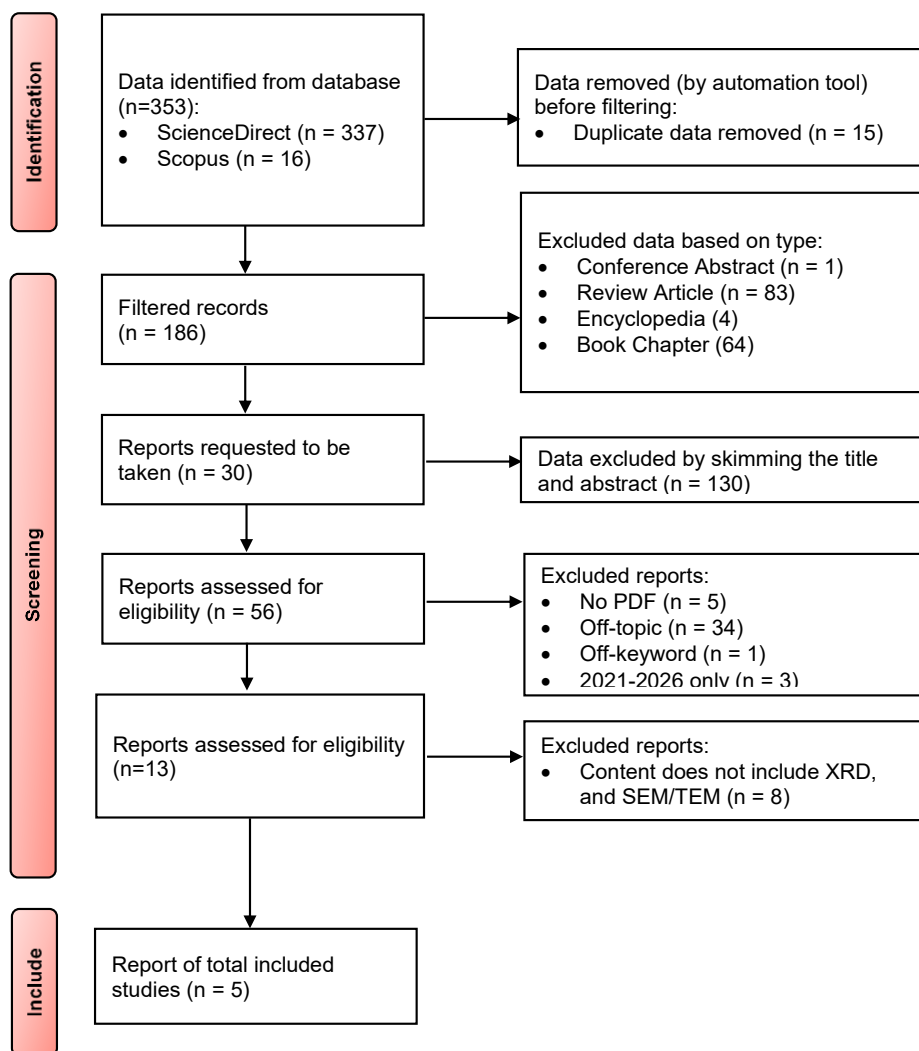 Identification
Data identified from database
(n=353):
• ScienceDirect (n = 337)
• Scopus (n = 16)
Data removed (by automation tool)
before filtering:
• Duplicate data removed (n = 15)
Screening
Filtered records
(n = 186)
Excluded data based on type:
• Conference Abstract (n = 1)
• Review Article (n = 83)
• Encyclopedia (4)
• Book Chapter (64)
Reports requested to be
taken (n = 30)
Data excluded by skimming the title
and abstract (n = 130)
Reports assessed for
eligibility (n = 56)
Excluded reports:
• No PDF (n = 5)
• Off-topic (n = 34)
• Off-keyword (n = 1)
• 2021-2026 only (n = 3)
Reports assessed for eligibility
(n=13)
Excluded reports:
• Content does not include XRD,
and SEM/TEM (n = 8)
Include
Report of total included
studies (n = 5)